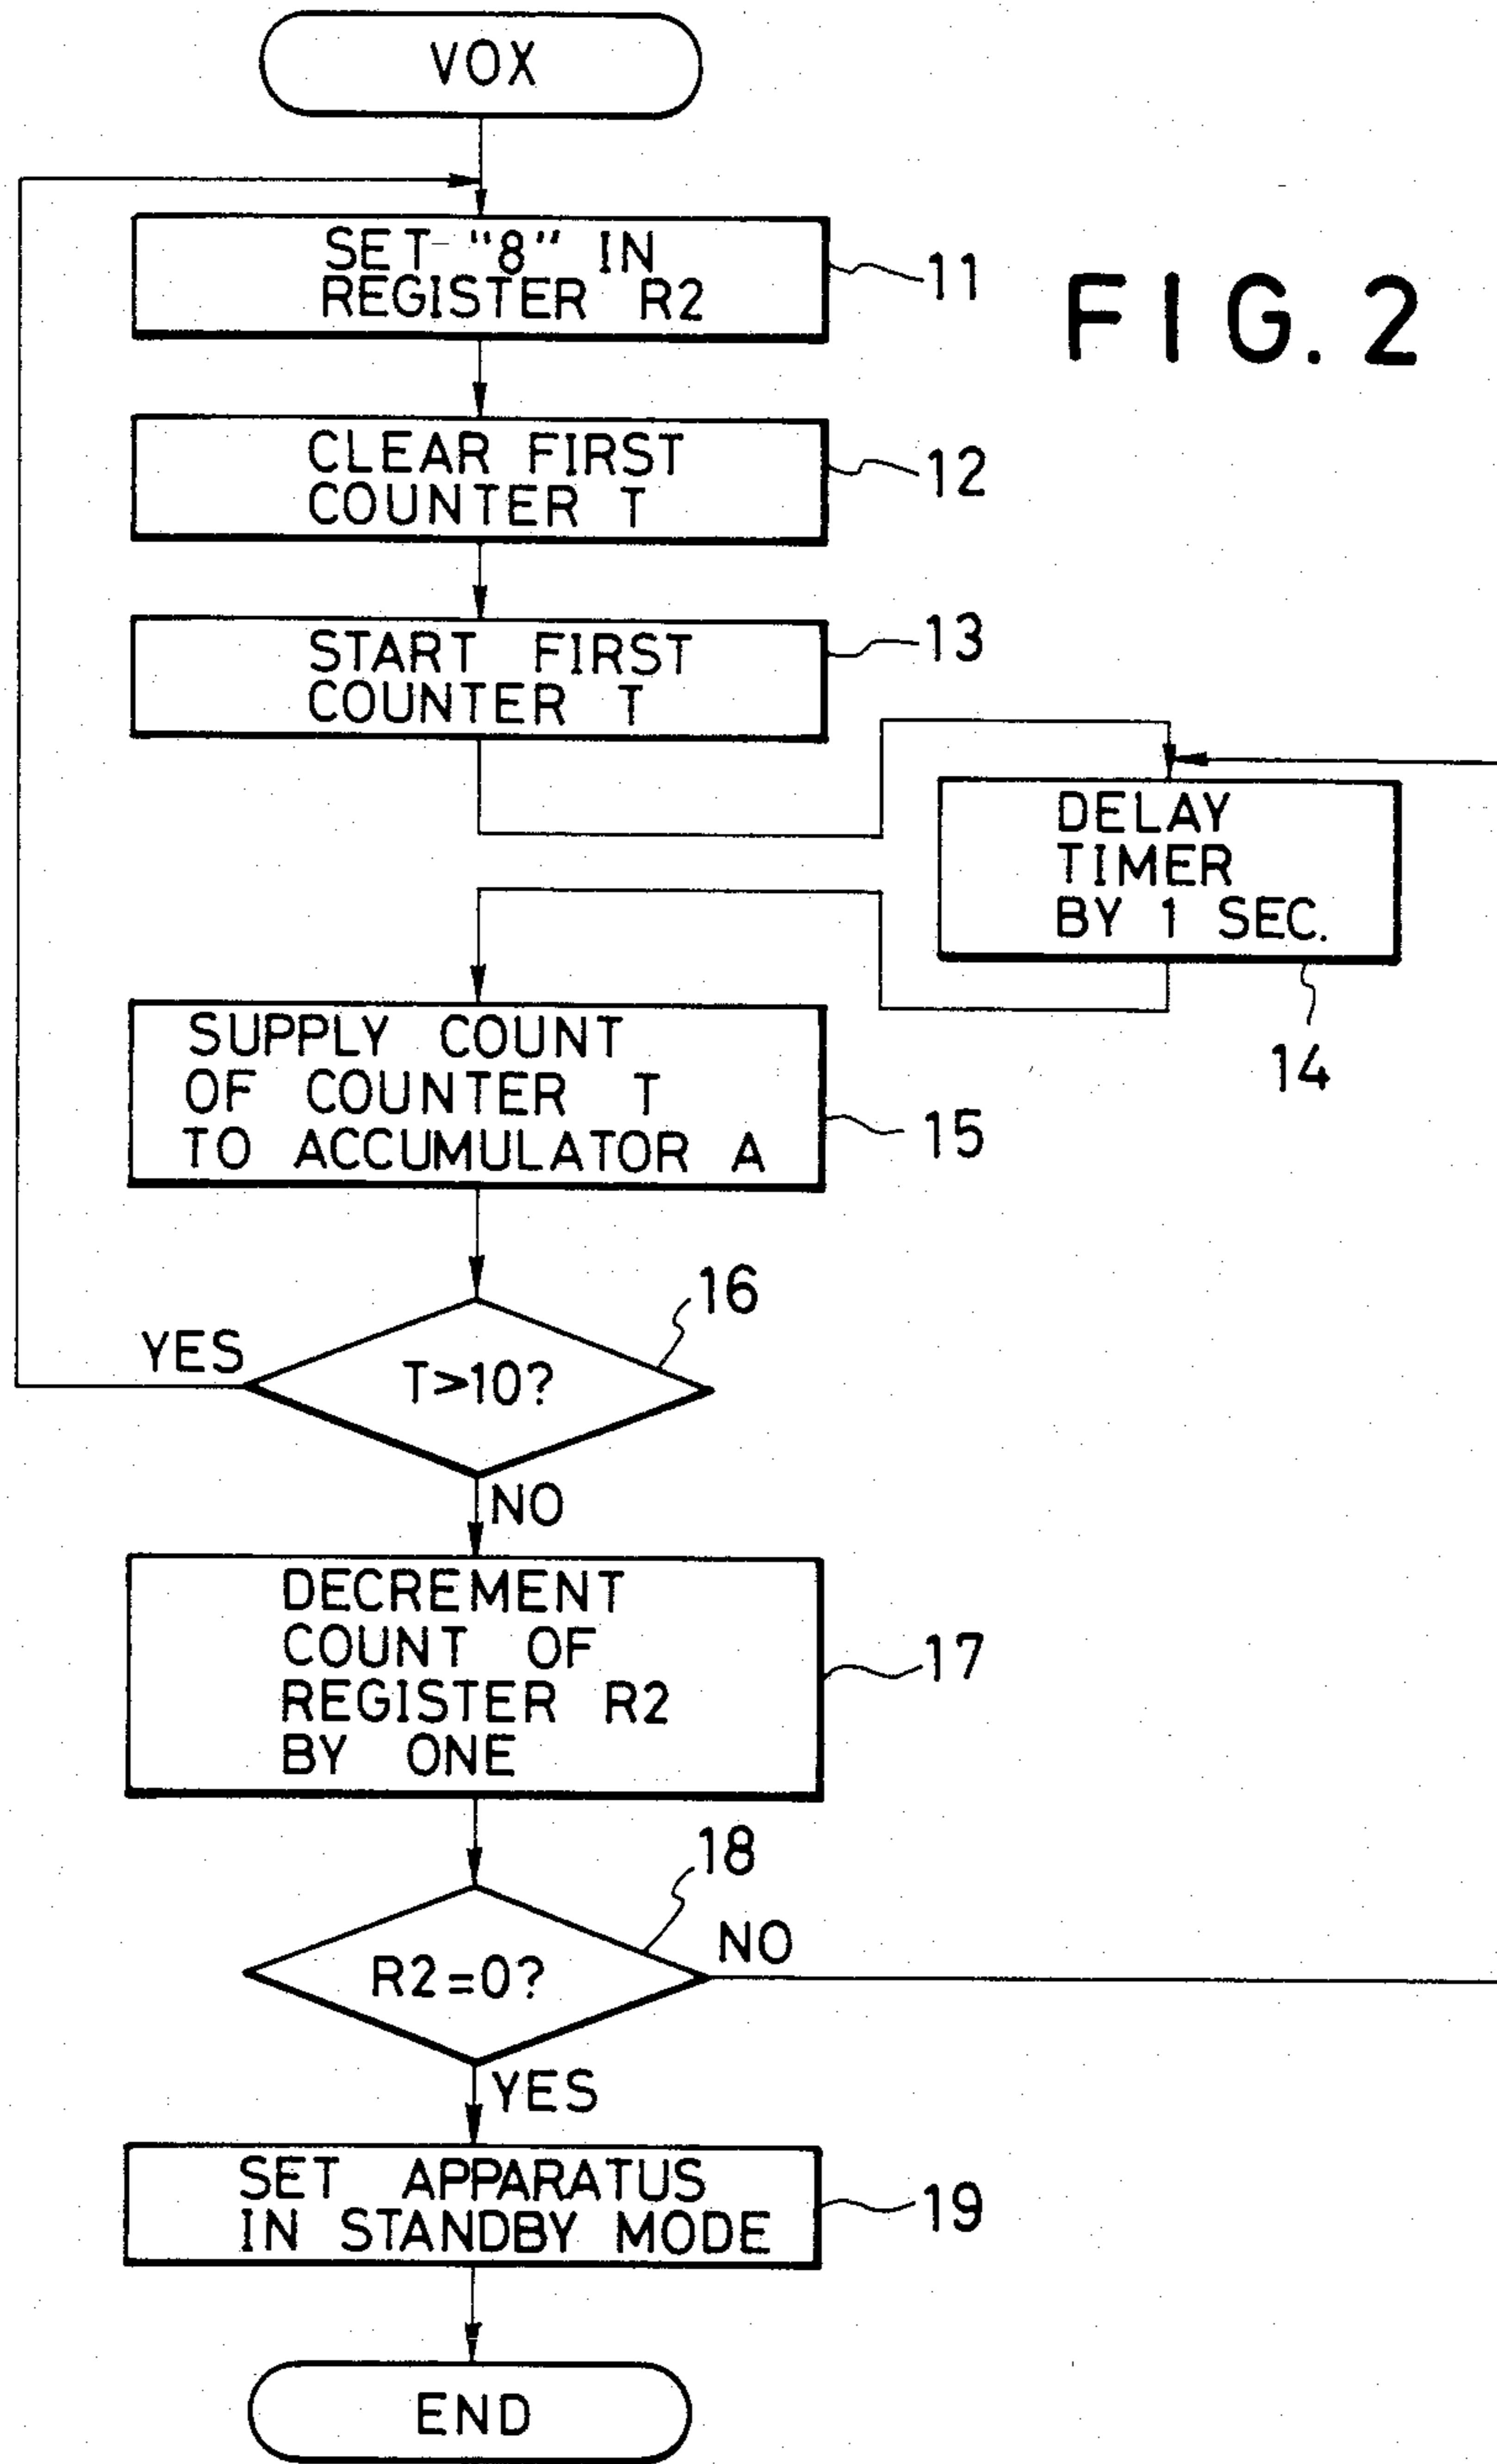 VOX
SET "8" IN
REGISTER R2
11
FIG. 2
CLEAR FIRST
COUNTER T
12
START FIRST
COUNTER T
13
DELAY
TIMER
BY 1 SEC.
14
SUPPLY COUNT
OF COUNTER T
TO ACCUMULATOR A
15
16
YES
T>10?
NO
DECREMENT
COUNT OF
REGISTER R2
BY ONE
17
18
R2=0?
NO
YES
SET APPARATUS
IN STANDBY MODE
19
END